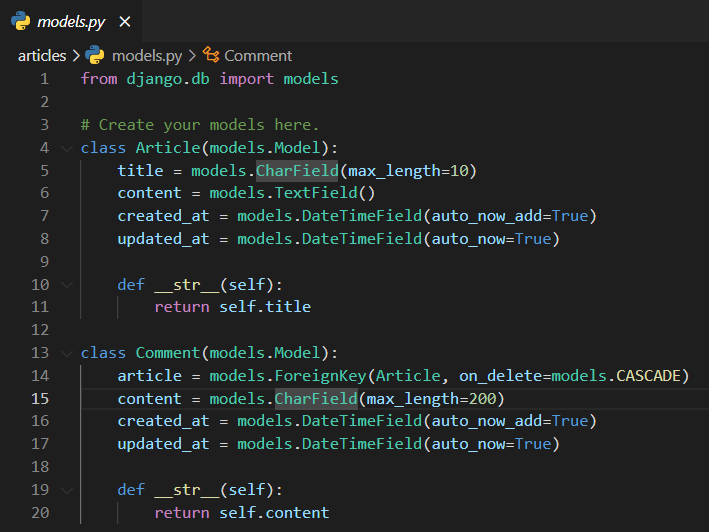 models.py ×
articles > models.py > Comment
1 from django.db import models
2
3 # Create your models here.
4 class Article(models.Model):
5     title = models.CharField(max_length=10)
6     content = models.TextField()
7     created_at = models.DateTimeField(auto_now_add=True)
8     updated_at = models.DateTimeField(auto_now=True)
9
10     def __str__(self):
11         return self.title
12
13 class Comment(models.Model):
14     article = models.ForeignKey(Article, on_delete=models.CASCADE)
15     content = models.CharField(max_length=200)
16     created_at = models.DateTimeField(auto_now_add=True)
17     updated_at = models.DateTimeField(auto_now=True)
18
19     def __str__(self):
20         return self.content